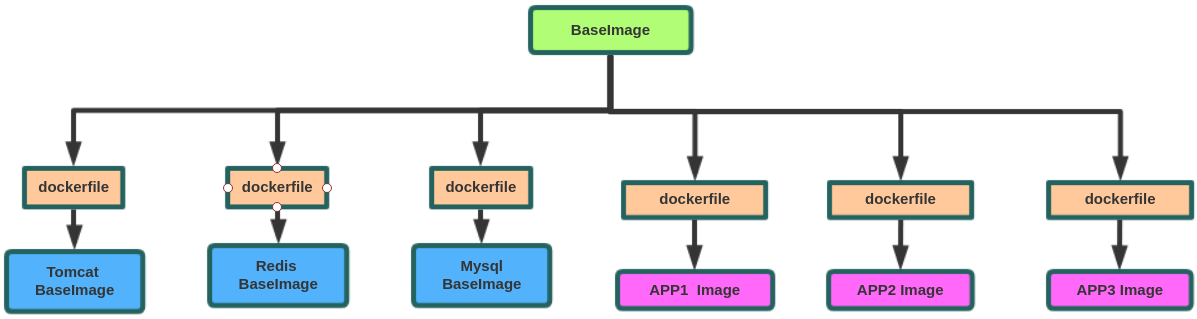 BaseImage
dockerfile
dockerfile
dockerfile
dockerfile
dockerfile
dockerfile
Tomcat
BaseImage
Redis
BaseImage
Mysql
BaseImage
APP1  Image
APP2 Image
APP3 Image